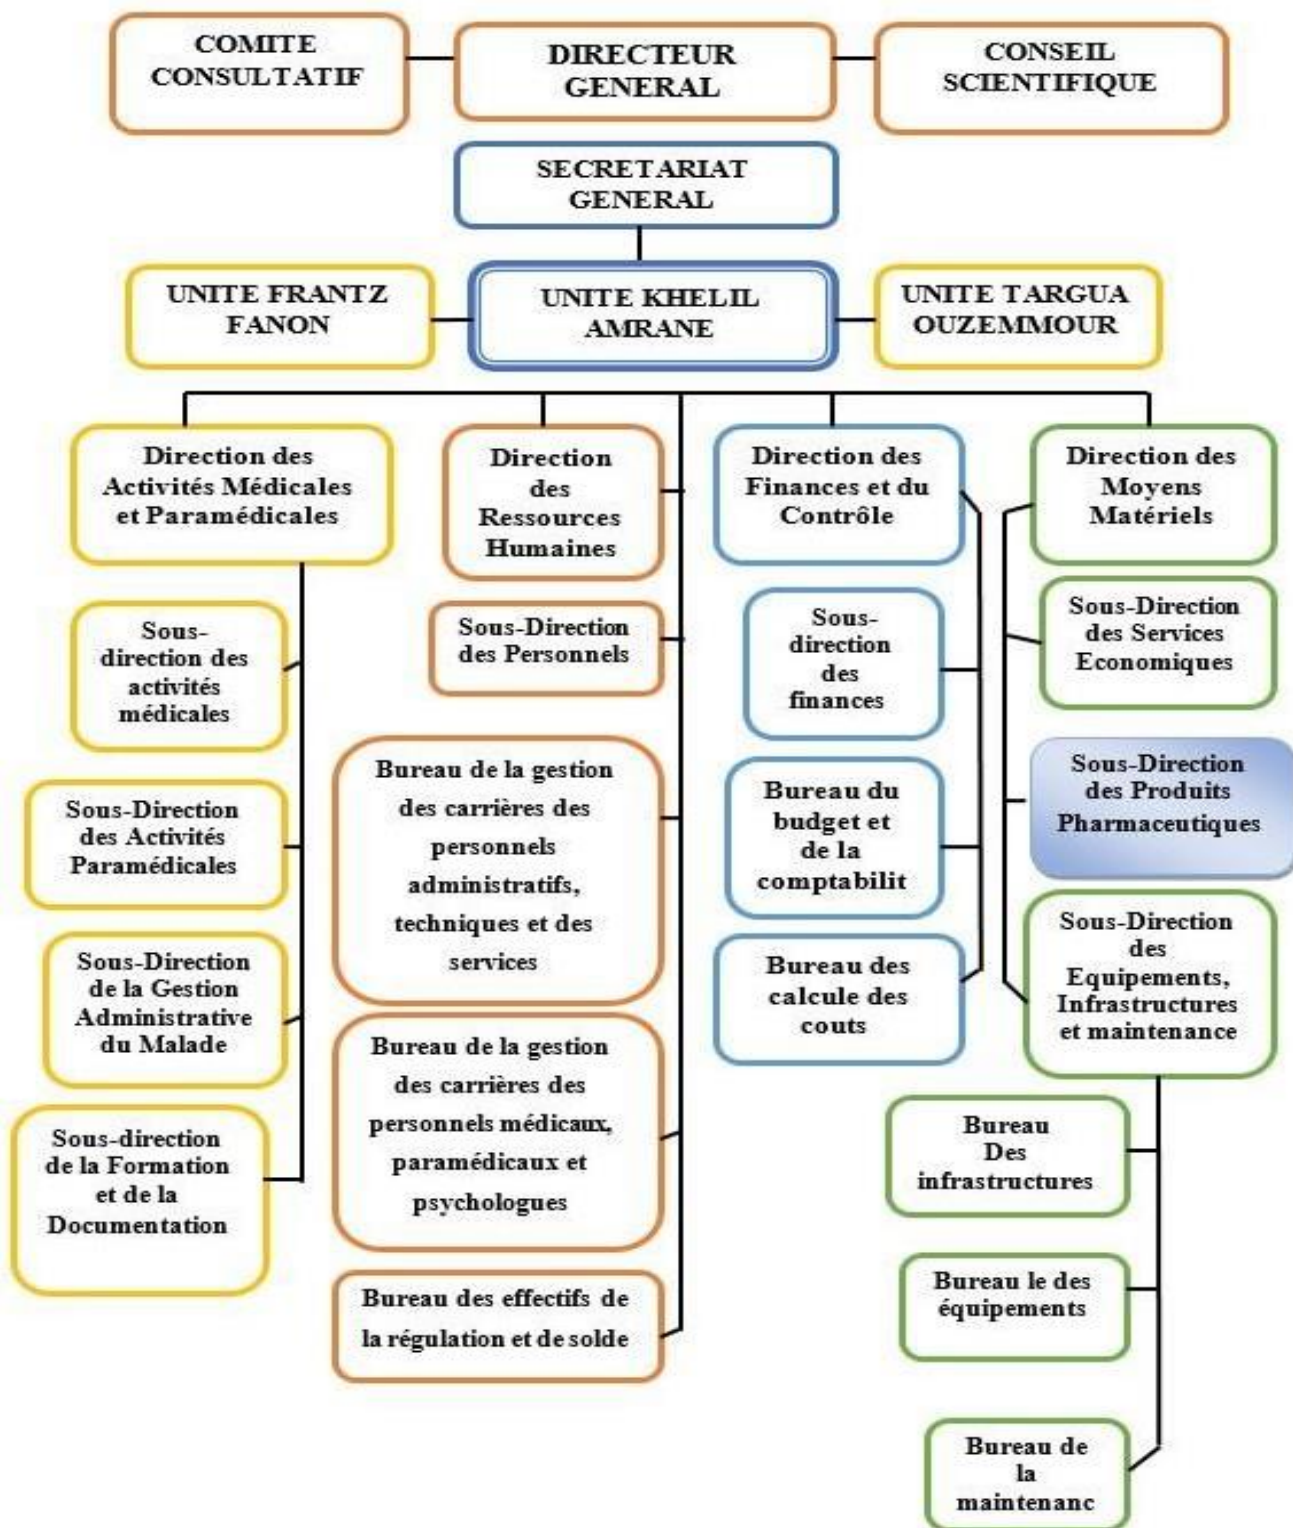 COMITE
CONSULTATIF
DIRECTEUR
GENERAL
CONSEIL
SCIENTIFIQUE
SECRETARIAT
GENERAL
UNITE FRANTZ
FANON
UNITE KHELIL
AMRANE
UNITE TARGUA
OUZEMMOUR
Direction des
Activités Médicales
et Paramédicales
Direction
des
Ressources
Humaines
Direction des
Finances et du
Contrôle
Direction des
Moyens
Matériels
Sous-
direction des
activités
médicales
Sous-Direction
des Activités
Paramédicales
Sous-Direction
de la Gestion
Administrative
du Malade
Sous-direction
de la Formation
et de la
Documentation
Sous-Direction
des Personnels
Bureau de la gestion
des carrières des
personnels
administratifs,
techniques et des
services
Bureau de la gestion
des carrières des
personnels médicaux,
paramédicaux et
psychologues
Bureau des effectifs de
la régulation et de solde
Sous-
direction
des
finances
Bureau du
budget et
de la
comptabilit
Bureau des
calcule des
couts
Sous-Direction
des Services
Economiques
Sous-Direction
des Produits
Pharmaceutiques
Sous-Direction
des
Equipements,
Infrastructures
et maintenance
Bureau
Des
infrastructures
Bureau le des
équipements
Bureau de
la
maintenanc